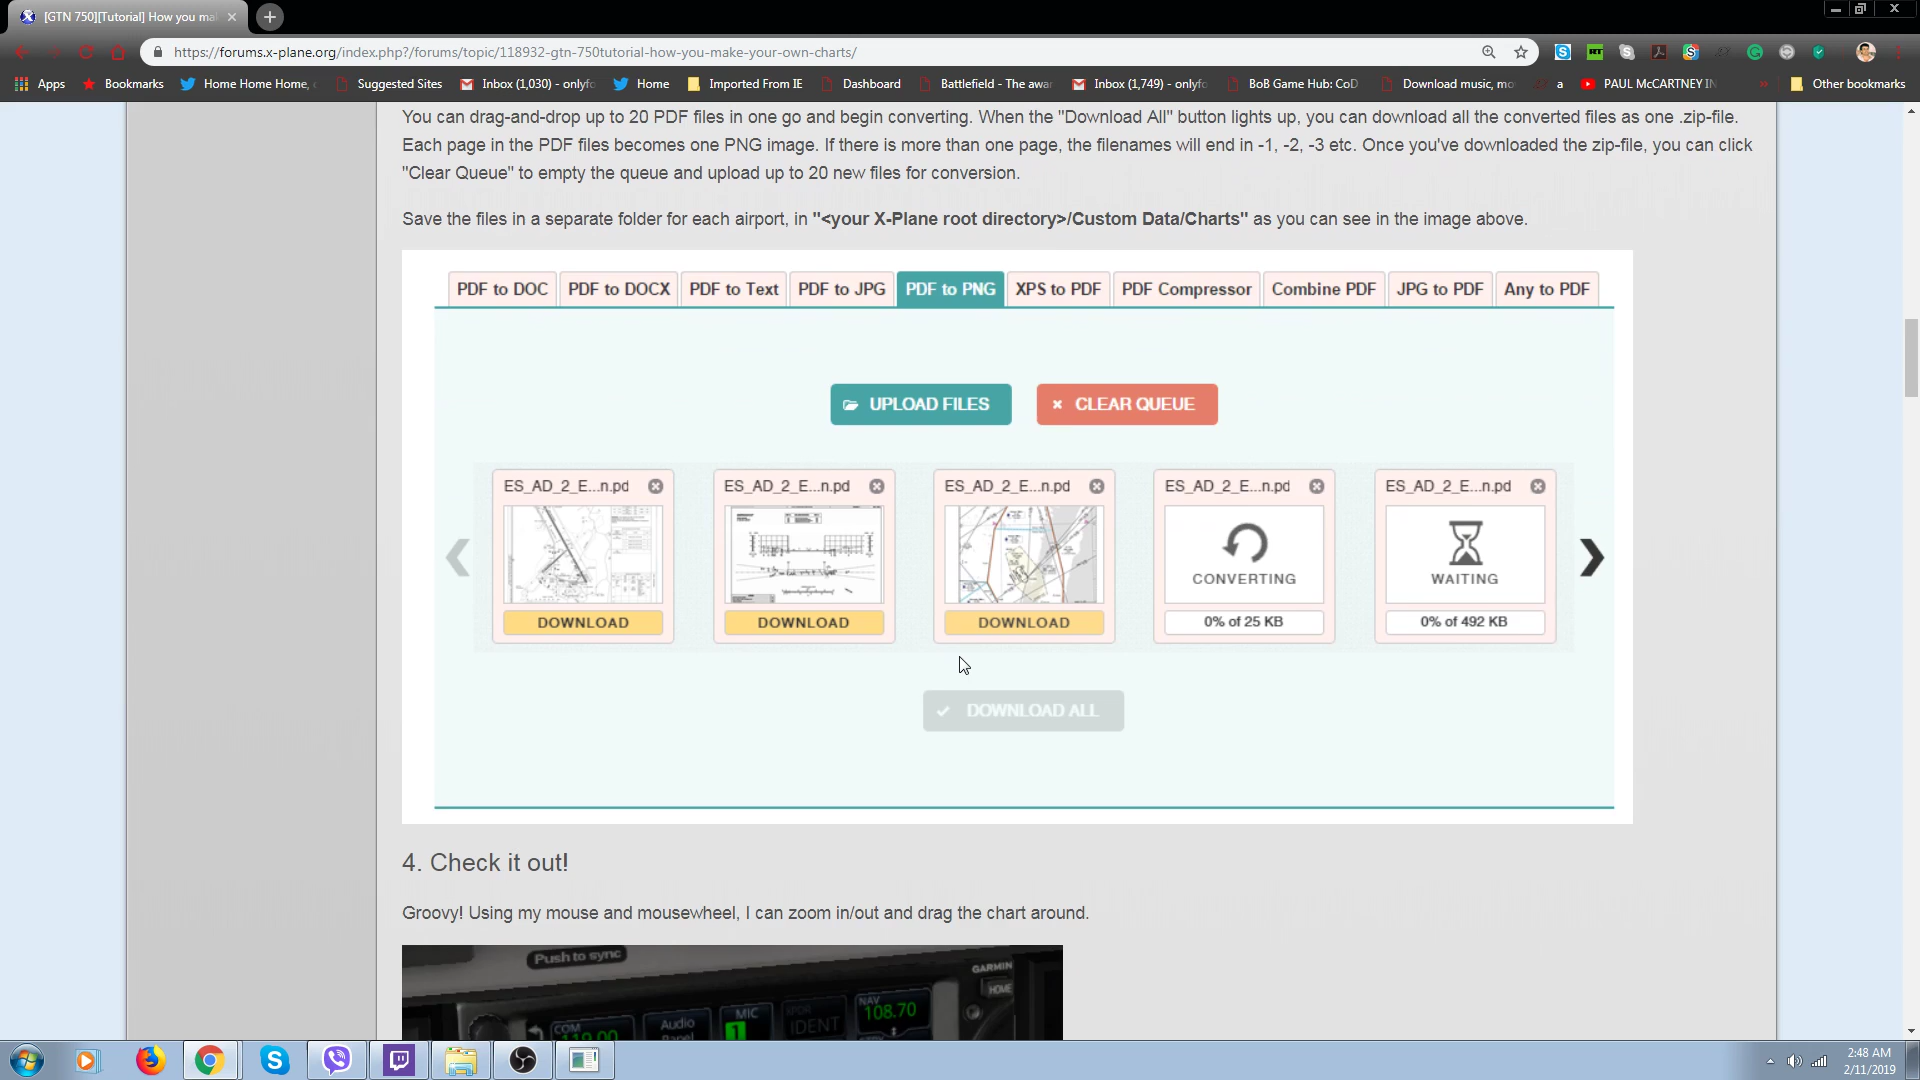 [GTN 750][Tutorial] How you ma
https://forums.x-plane.org/index.php?/forums/topic/118932-gtn-750tutorial-how-you-make-your-own-charts/
Apps Bookmarks Home Home Home, Suggested Sites Inbox (1,030) - onlyfo Home Imported From IE Dashboard Battlefield - The awar Inbox (1,749) - onlyfo BoB Game Hub: CoD Download music, mo a PAUL McCARTNEY IN » Other bookmarks
You can drag-and-drop up to 20 PDF files in one go and begin converting. When the "Download All" button lights up, you can download all the converted files as one .zip-file.
Each page in the PDF files becomes one PNG image. If there is more than one page, the filenames will end in -1, -2, -3 etc. Once you've downloaded the zip-file, you can click
"Clear Queue" to empty the queue and upload up to 20 new files for conversion.
Save the files in a separate folder for each airport, in "<your X-Plane root directory>/Custom Data/Charts" as you can see in the image above.
PDF to DOC PDF to DOCX PDF to Text PDF to JPG PDF to PNG XPS to PDF PDF Compressor Combine PDF JPG to PDF Any to PDF
UPLOAD FILES CLEAR QUEUE
ES_AD_2_E...n.pd ES_AD_2_E...n.pd ES_AD_2_E...n.pd ES_AD_2_E...n.pd ES_AD_2_E...n.pd
CONVERTING WAITING
DOWNLOAD DOWNLOAD DOWNLOAD 0% of 25 KB 0% of 492 KB
DOWNLOAD ALL
4. Check it out!
Groovy! Using my mouse and mousewheel, I can zoom in/out and drag the chart around.
Push to sync
GARMIN
HOME
COM Audio MIC XPDR NAV
119.00 Panel 1 IDENT 108.70
2:48 AM
2/11/2019